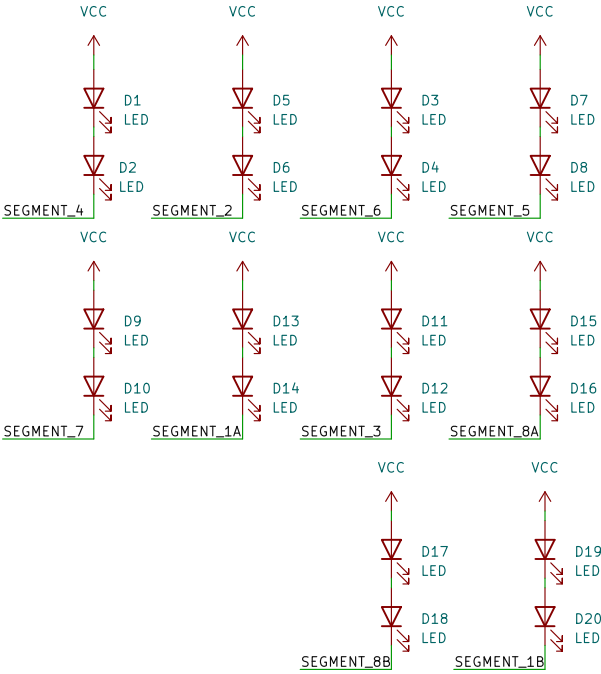 VCC VCC VCC VCC
D1 D5 D3 D7
LED LED LED LED
D2 D6 D4 D8
LED LED LED LED
SEGMENT_4 SEGMENT_2 SEGMENT_6 SEGMENT_5
VCC VCC VCC VCC
D9 D13 D11 D15
LED LED LED LED
D10 D14 D12 D16
LED LED LED LED
SEGMENT_7 SEGMENT_1A SEGMENT_3 SEGMENT_8A
VCC VCC
D17 D19
LED LED
D18 D20
LED LED
SEGMENT_8B SEGMENT_1B